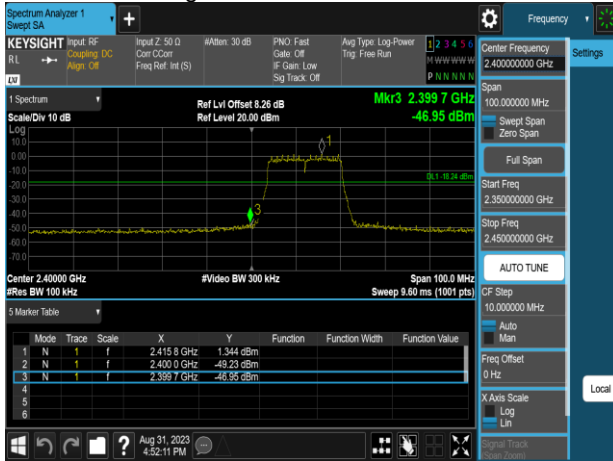 Spectrum Analyzer 1
Swept SA
Frequency
KEYSIGHT
RL
LXI
Input: RF
Coupling: DC
Align: Off
Input Z: 50 Ω
Corr CCorr
Freq Ref: Int (S)
#Atten: 30 dB
PNO: Fast
Gate: Off
IF Gain: Low
Sig Track: Off
Avg Type: Log-Power
Trig: Free Run
1 2 3 4 5 6
M W W W W W
P N N N N N
Center Frequency
2.400000000 GHz
Settings
Span
100.000000 MHz
Swept Span
Zero Span
Full Span
Start Freq
2.350000000 GHz
Stop Freq
2.450000000 GHz
AUTO TUNE
CF Step
10.000000 MHz
Auto
Man
Freq Offset
0 Hz
X Axis Scale
Log
Lin
Local
Signal Track
(Span Zoom)
1 Spectrum
Scale/Div 10 dB
Ref Lvl Offset 8.26 dB
Ref Level 20.00 dBm
Mkr3 2.399 7 GHz
-46.95 dBm
Log
10.0
0.00
-10.0
-20.0
-30.0
-40.0
-50.0
-60.0
-70.0
1
3
DL1 -18.24 dBm
Center 2.40000 GHz
#Video BW 300 kHz
Span 100.0 MHz
#Res BW 100 kHz
Sweep 9.60 ms (1001 pts)
5 Marker Table
Mode Trace Scale X Y Function Function Width Function Value
1 N 1 f 2.415 8 GHz 1.344 dBm
2 N 1 f 2.400 0 GHz -49.23 dBm
3 N 1 f 2.399 7 GHz -46.95 dBm
4
5
6
?
Aug 31, 2023
4:52:11 PM